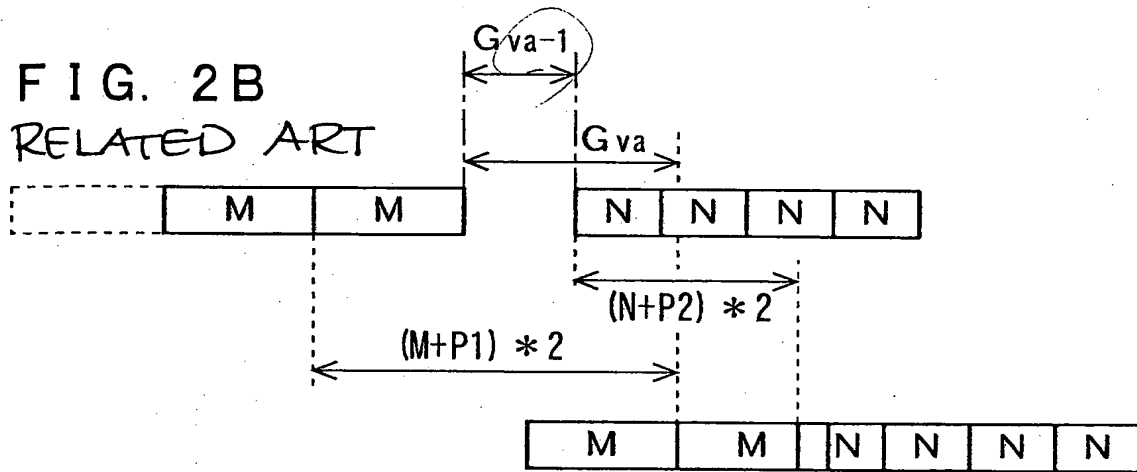 Gva-1
FIG. 2B
RELATED ART
Gva
M M N N N N
(N+P2) *2
(M+P1) *2
M M N N N N